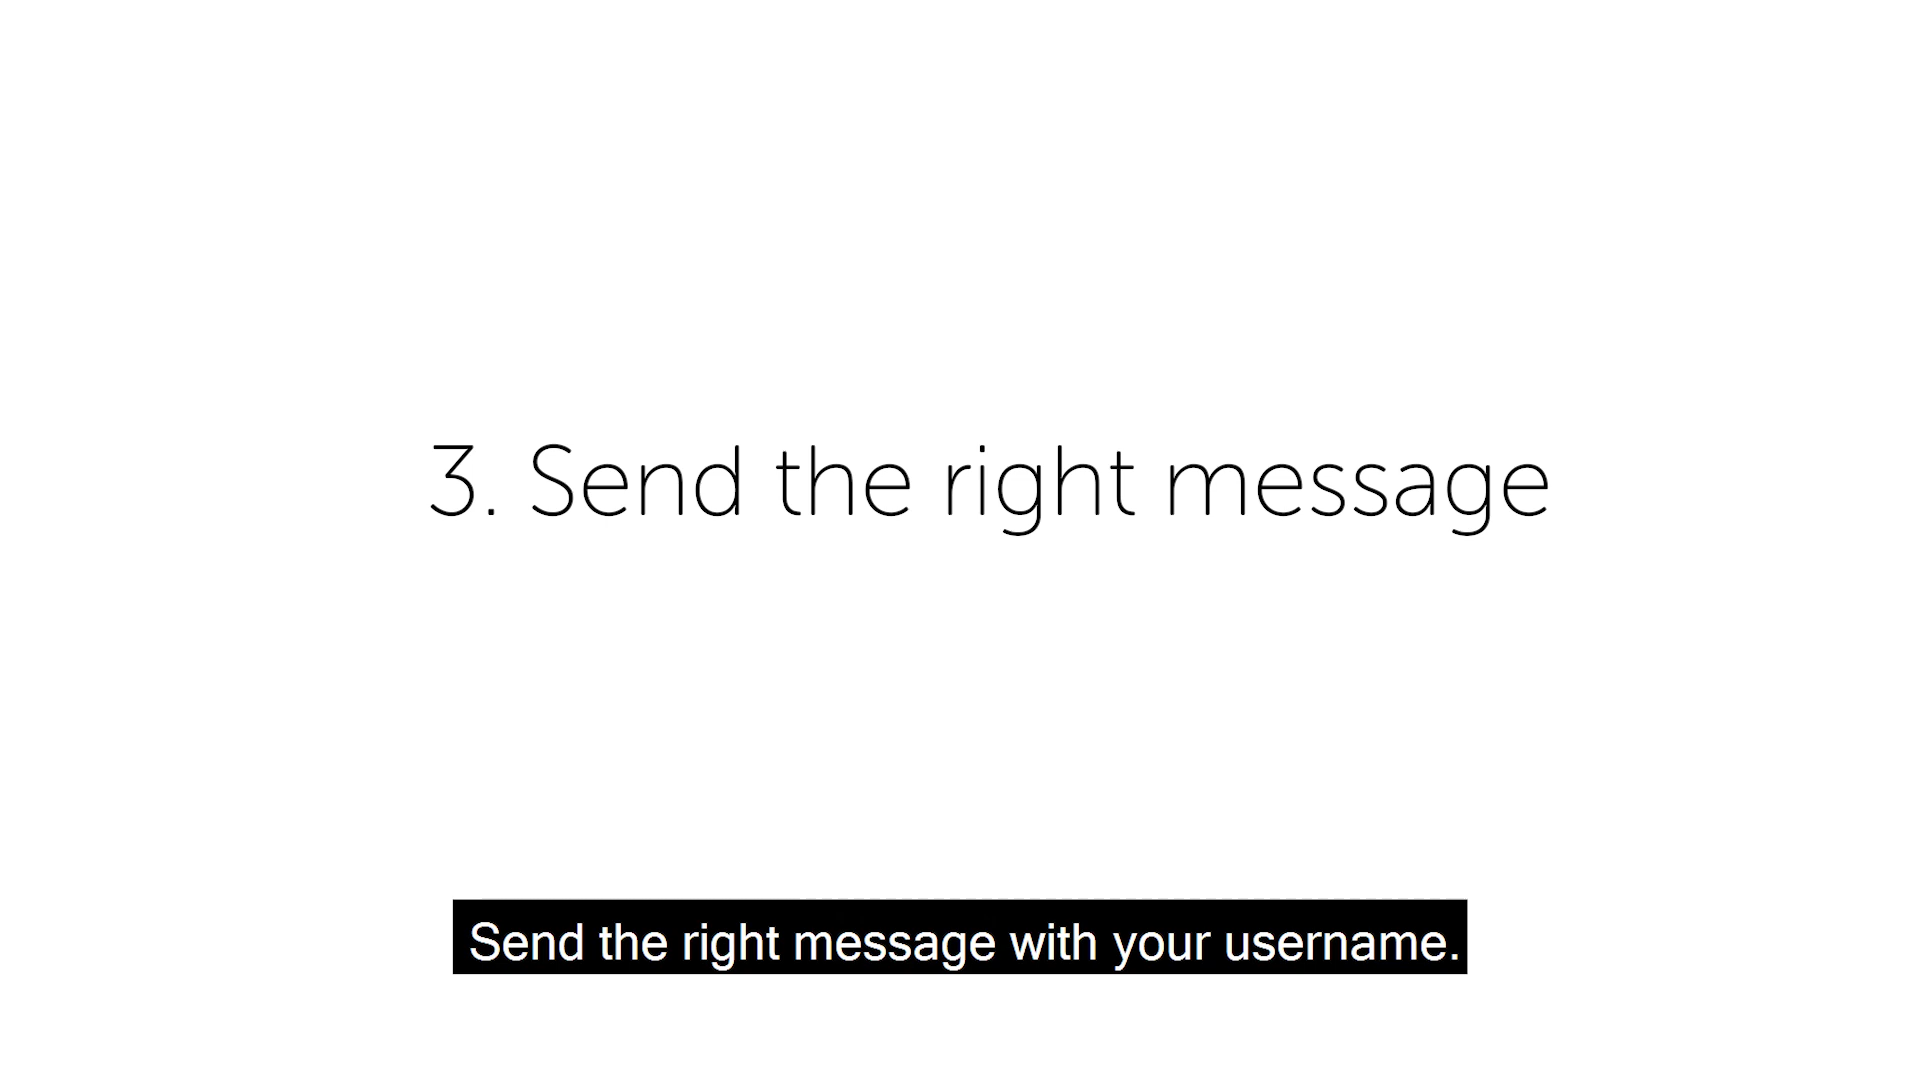 3. Send the right message
Send the right message with your username.